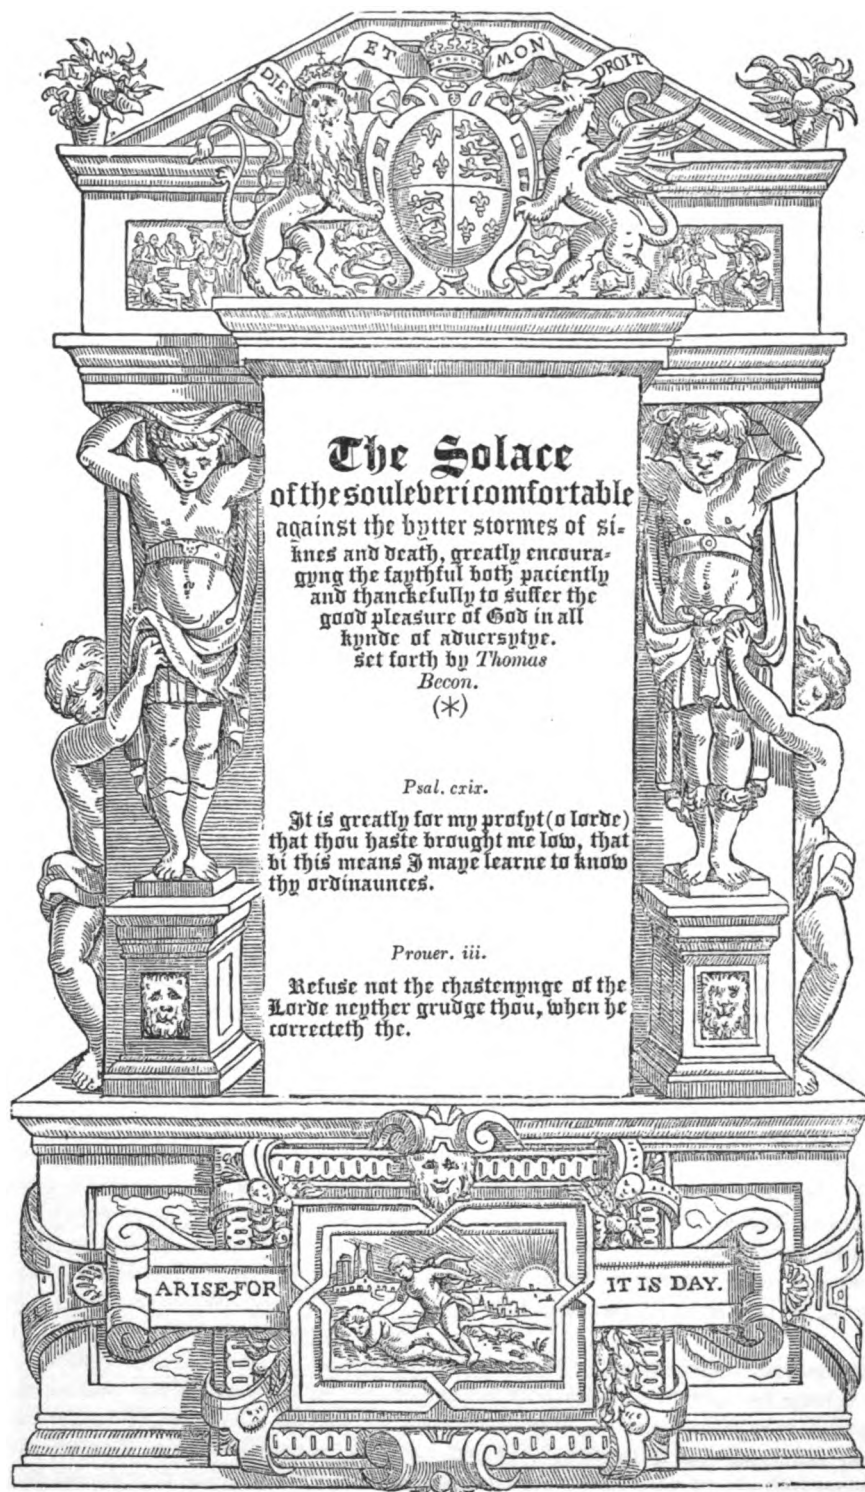 DIEV ET MON DROIT
The Solace
of the soule veri comfortable
against the bytter stormes of si-
knes and death, greatly encoura-
gyng the faythful both paciently
and thanckefully to suffer the
good pleasure of God in all
kynde of aduersytye.
Set forth by Thomas
Becon.
(*)
Psal. cxix.
It is greatly for my profyt (o lorde)
that thou haste brought me low, that
bi this means I maye learne to know
thy ordinaunces.
Prouer. iii.
Refuse not the chastenynge of the
Lorde neyther grudge thou, when he
correcteth the.
ARISE, FOR IT IS DAY.